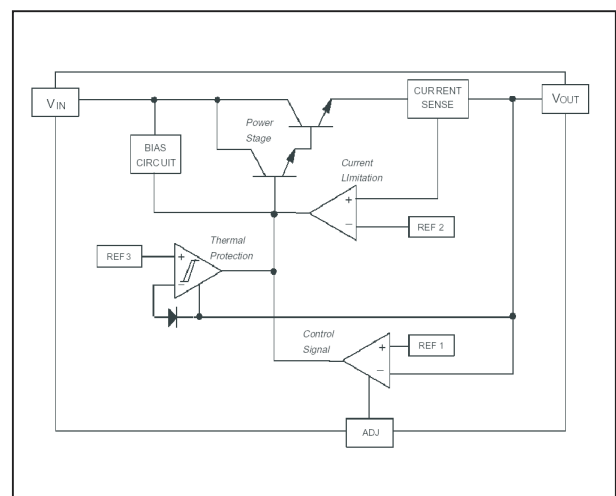 VIN
CURRENT
SENSE
VOUT
Power
Stage
BIAS
CIRCUIT
Current
LImitation
+
−
REF 2
Thermal
Protection
REF 3
+
−
Control
Signal
+
−
REF 1
ADJ